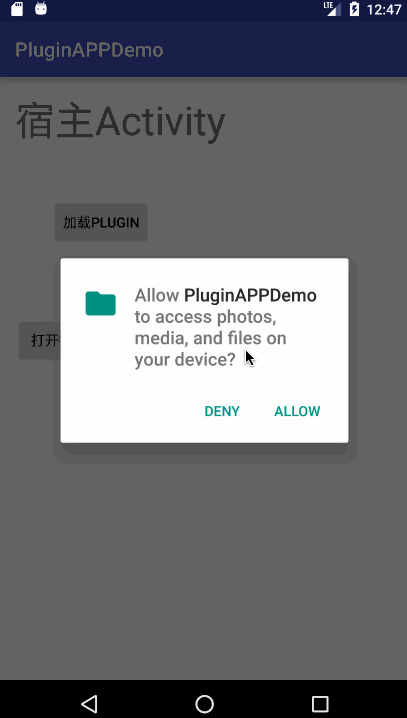 LTE 12:47
PluginAPPDemo
宿主Activity
加载PLUGIN
Allow PluginAPPDemo
to access photos,
media, and files on
your device?
打开
DENY ALLOW